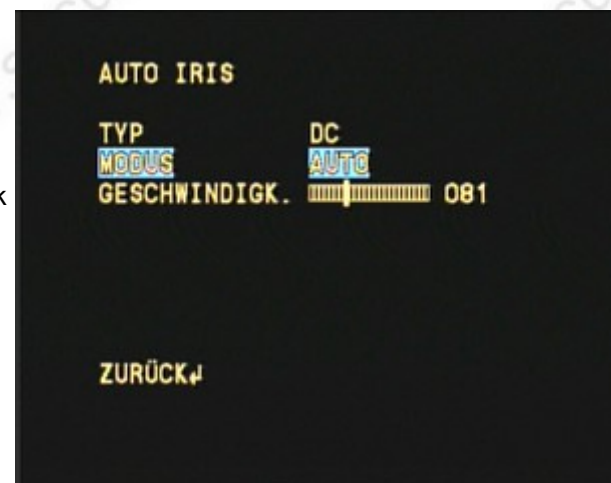 AUTO IRIS
TYP DC
MODUS AUTO
GESCHWINDIGK. 081
ZURÜCK↵